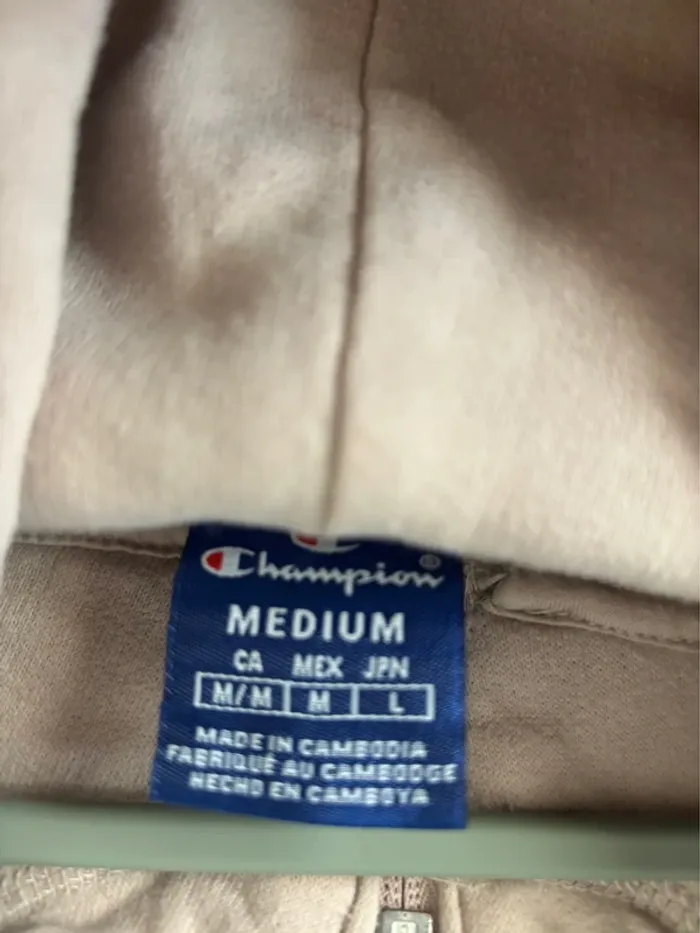 Champion®
MEDIUM
CA MEX JPN
M/M M L
MADE IN CAMBODIA
FABRIQUÉ AU CAMBODGE
HECHO EN CAMBOYA